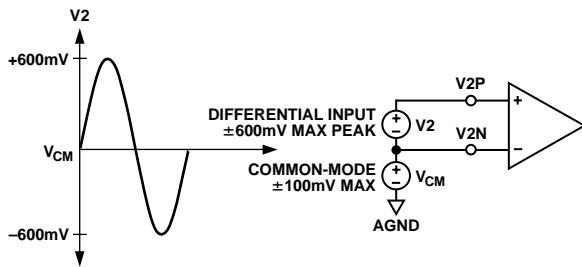 V2
+600mV
V2P
+
DIFFERENTIAL INPUT
±600mV MAX PEAK
+
−
V2
VCM
V2N
−
COMMON-MODE
±100mV MAX
+
−
VCM
AGND
−600mV